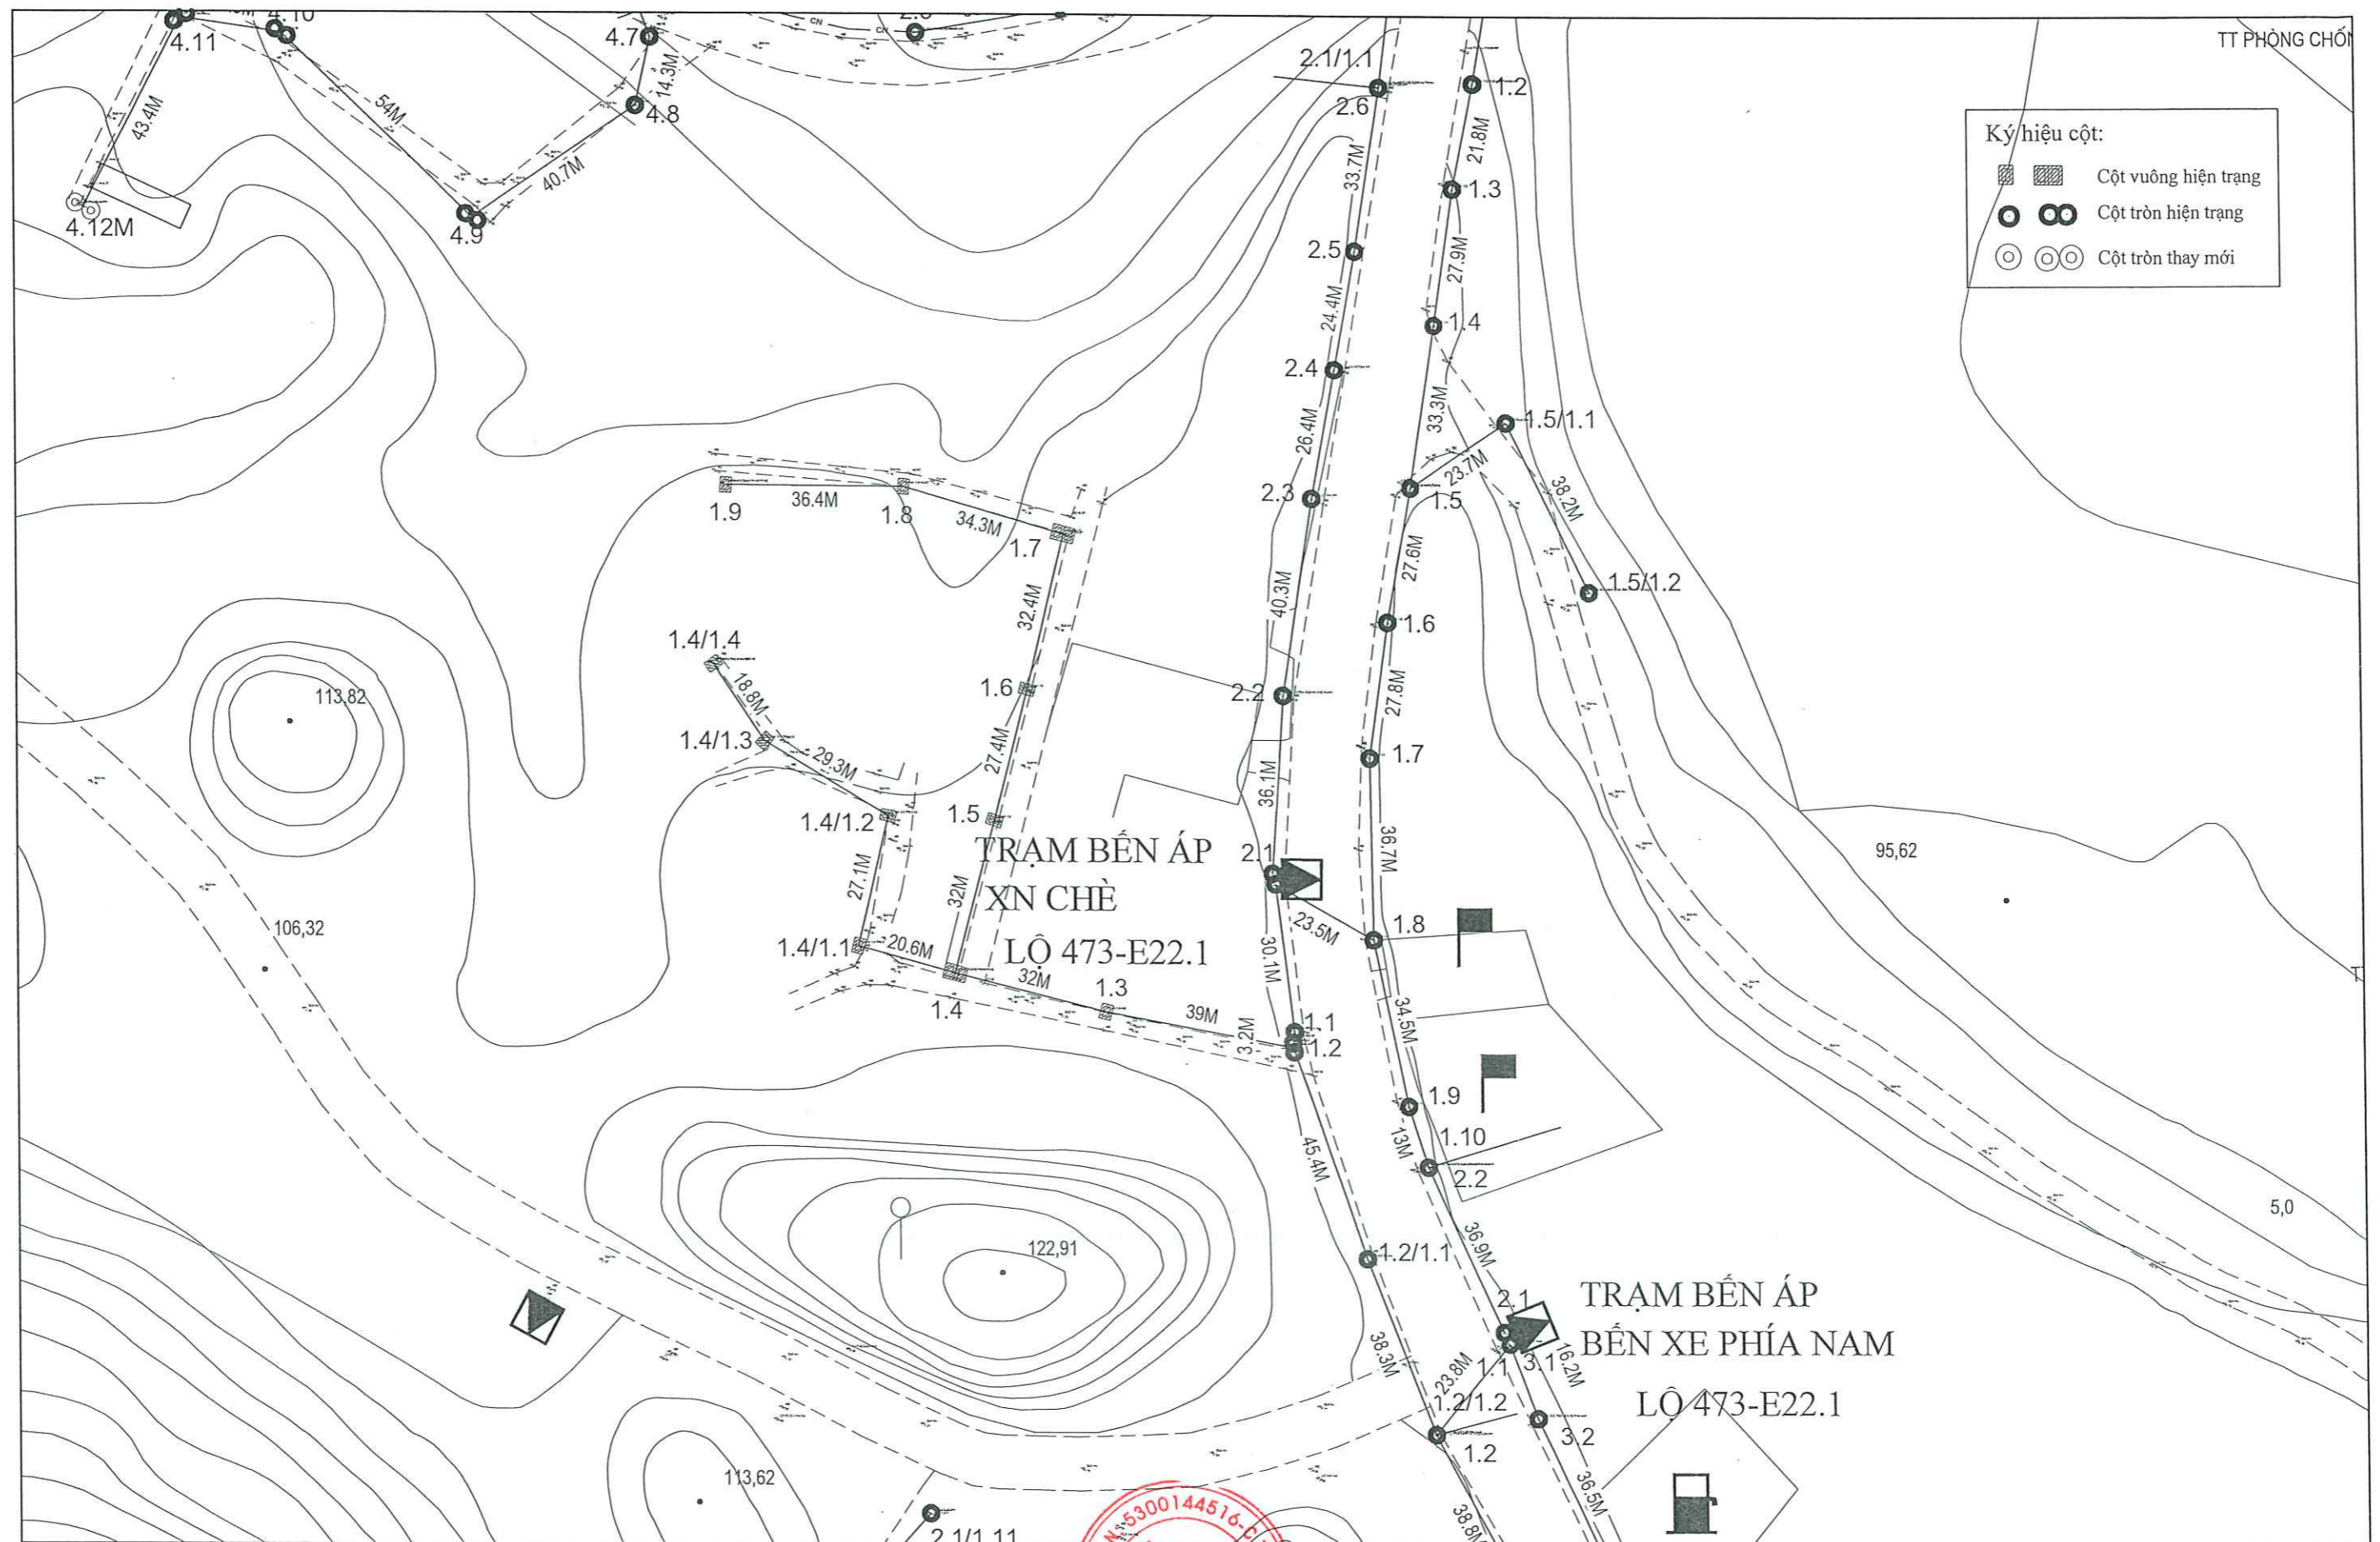 4.11
4.10
4.7
14.3M
4.8
43.4M
54M
40.7M
4.12M
4.9
CN
CN
2.1/1.1
2.6
1.2
21.8M
33.7M
1.3
2.5
27.9M
24.4M
1.4
2.4
33.3M
26.4M
1.5/1.1
23.7M
2.3
1.5
38.2M
27.6M
1.5/1.2
40.3M
1.6
27.8M
2.2
1.7
36.1M
36.7M
2.1
23.5M
1.8
30.1M
34.5M
TT PHÒNG CHỐN
Ký hiệu cột:
Cột vuông hiện trạng
Cột tròn hiện trạng
Cột tròn thay mới
1.9
36.4M
1.8
34.3M
1.7
32.4M
1.4/1.4
18.8M
1.6
1.4/1.3
29.3M
27.4M
1.4/1.2
1.5
27.1M
32M
TRẠM BẾN ÁP
XN CHÈ
LỘ 473-E22.1
1.4/1.1
20.6M
32M
1.4
1.3
39M
3.2M
1.1
1.2
113,82
106,32
95,62
1.9
13M
1.10
2.2
45.4M
36.9M
1.2/1.1
122,91
5,0
38.3M
2.1
TRẠM BẾN ÁP
BẾN XE PHÍA NAM
LỘ 473-E22.1
23.8M
1.1
3.1
16.2M
1.2/1.2
1.2
3.2
36.5M
38.8M
113,62
2.1/1.11
N:5300144516-C